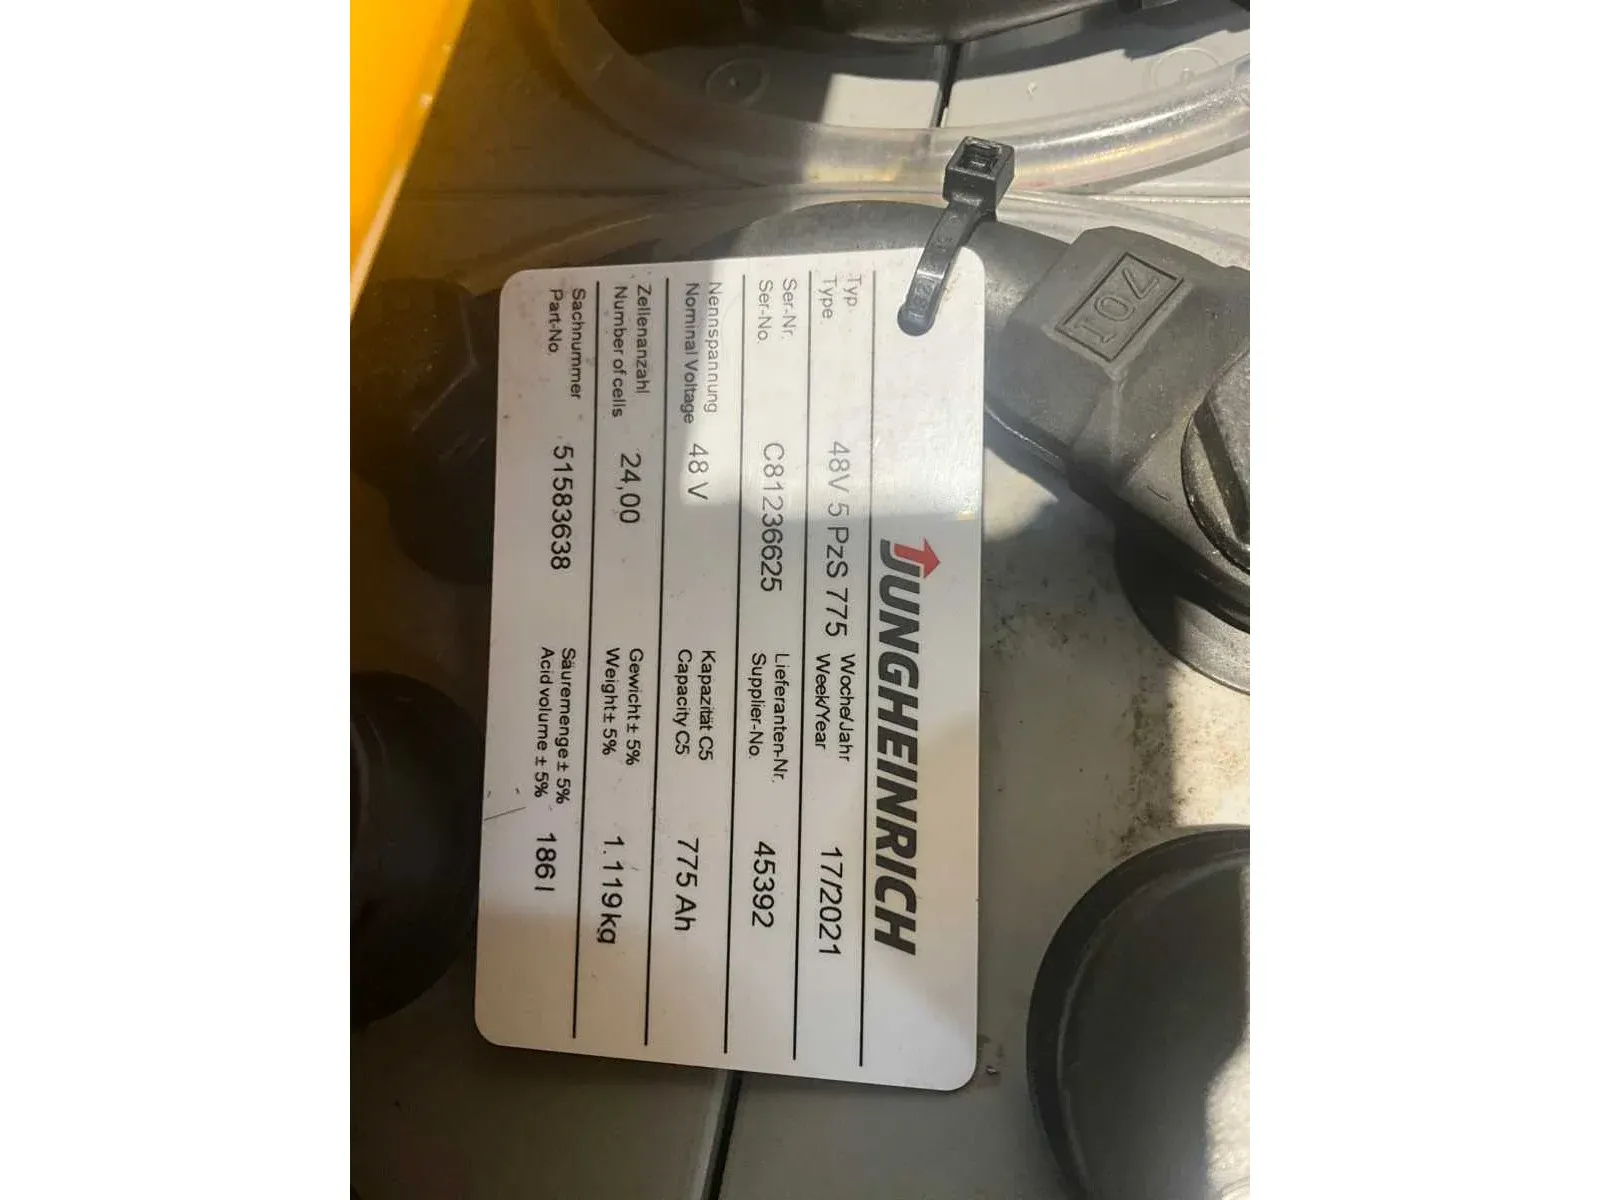 JUNGHEINRICH
Typ
Type
48V 5 PzS 775
Woche/Jahr
Week/Year
17/2021
Ser-Nr.
Ser-No.
C81236625
Lieferanten-Nr.
Supplier-No.
45392
Nennspannung
Nominal Voltage
48 V
Kapazität C5
Capacity C5
775 Ah
Zellenanzahl
Number of cells
24,00
Gewicht ± 5%
Weight ± 5%
1.119 kg
Sachnummer
Part-No.
51583638
Säuremenge ± 5%
Acid volume ± 5%
186 l